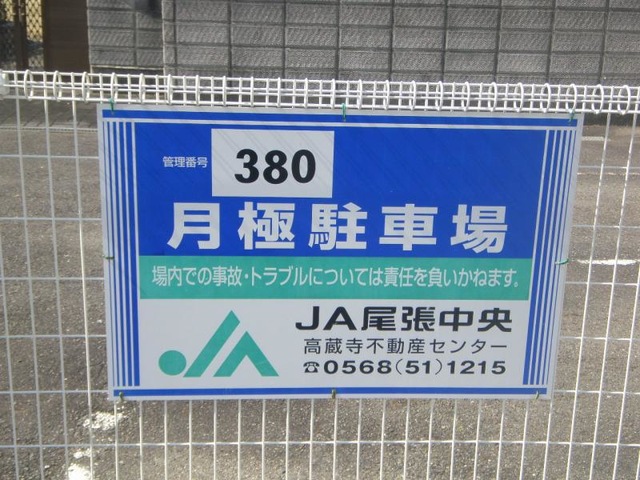 管理番号 380
月極駐車場
場内での事故・トラブルについては責任を負いかねます。
JA
JA尾張中央
高蔵寺不動産センター
☎0568(51)1215